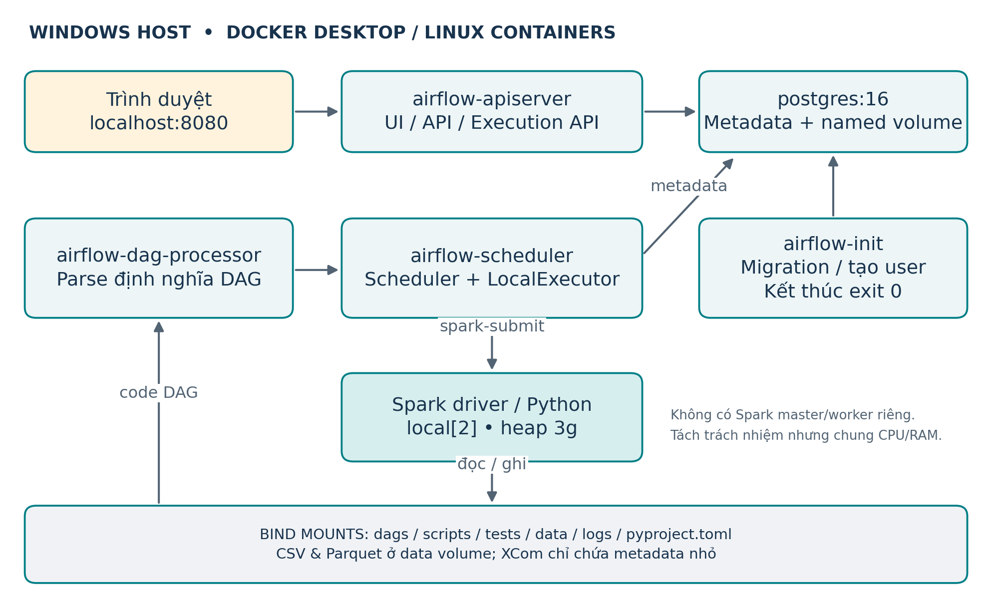 WINDOWS HOST • DOCKER DESKTOP / LINUX CONTAINERS
Trình duyệt
localhost:8080
airflow-apiserver
UI / API / Execution API
postgres:16
Metadata + named volume
metadata
airflow-dag-processor
Parse định nghĩa DAG
airflow-scheduler
Scheduler + LocalExecutor
airflow-init
Migration / tạo user
Kết thúc exit 0
spark-submit
code DAG
Spark driver / Python
local[2] • heap 3g
Không có Spark master/worker riêng.
Tách trách nhiệm nhưng chung CPU/RAM.
đọc / ghi
BIND MOUNTS: dags / scripts / tests / data / logs / pyproject.toml
CSV & Parquet ở data volume; XCom chỉ chứa metadata nhỏ